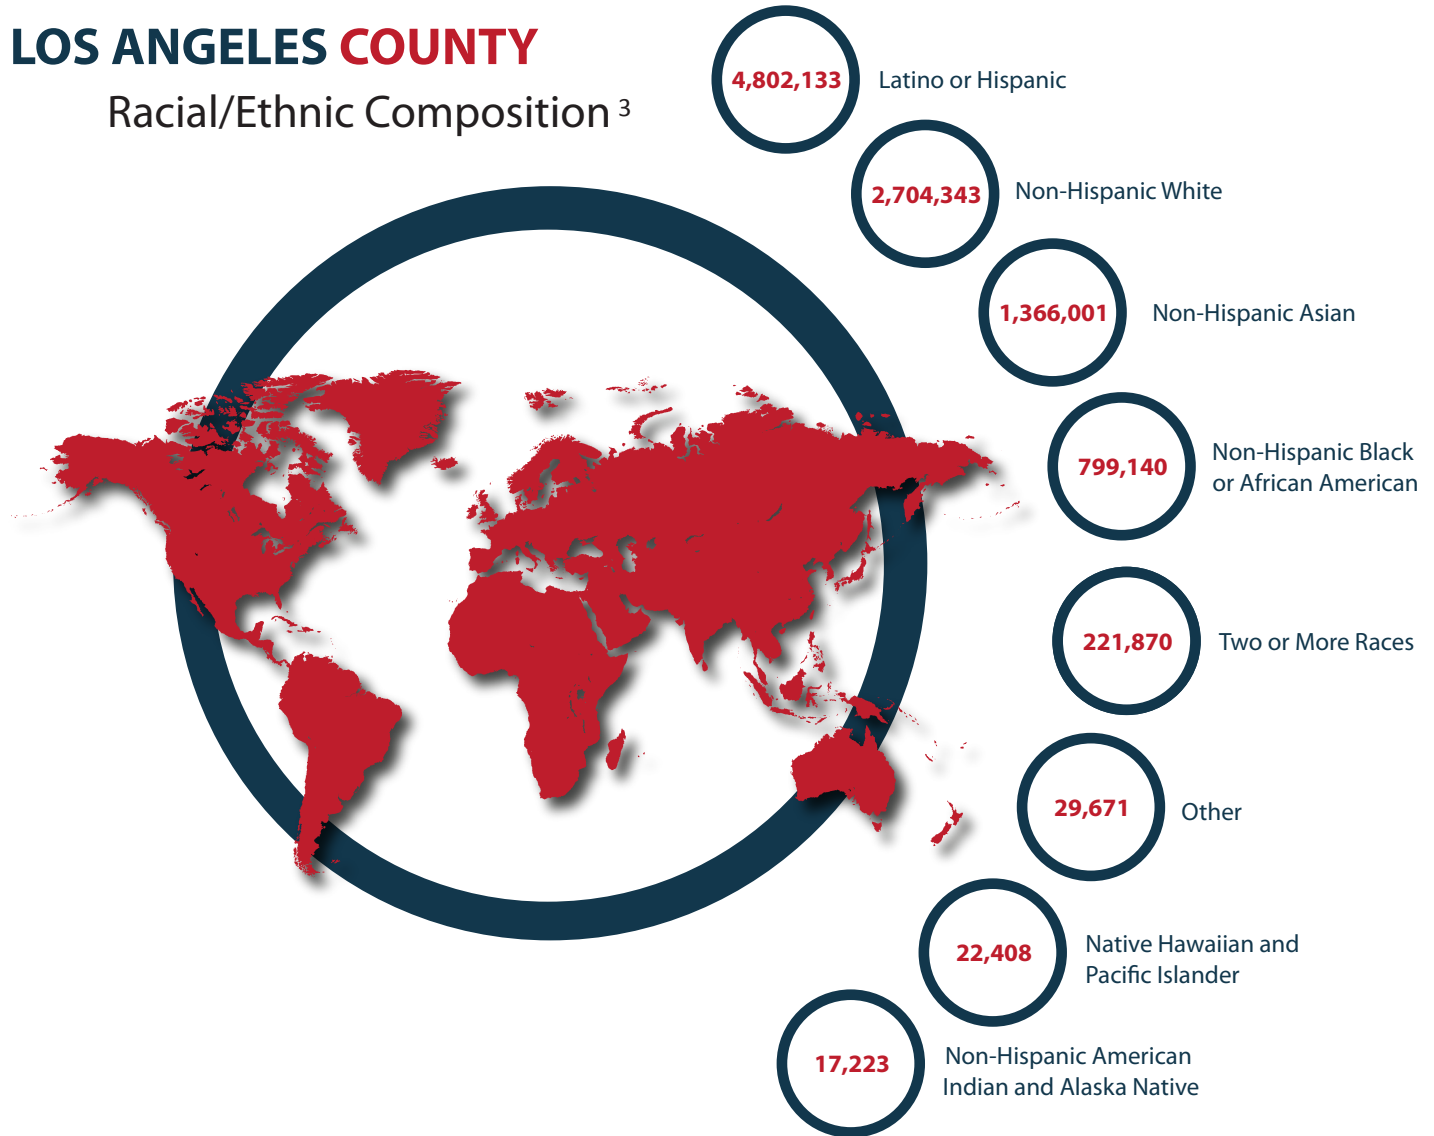 LOS ANGELES COUNTY
Racial/Ethnic Composition 3
4,802,133
Latino or Hispanic
2,704,343
Non-Hispanic White
1,366,001
Non-Hispanic Asian
799,140
Non-Hispanic Black
or African American
221,870
Two or More Races
29,671
Other
22,408
Native Hawaiian and
Pacific Islander
17,223
Non-Hispanic American
Indian and Alaska Native